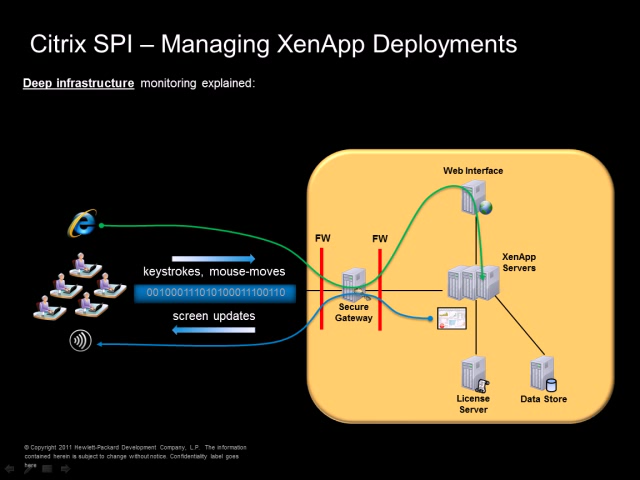 Citrix SPI – Managing XenApp Deployments
Deep infrastructure monitoring explained:
Web Interface
FW
FW
XenApp
Servers
keystrokes, mouse-moves
001000111010100011100110
Secure
Gateway
screen updates
License
Server
Data Store
© Copyright 2011 Hewlett-Packard Development Company, L.P. The information
contained herein is subject to change without notice. Confidentiality label goes
here